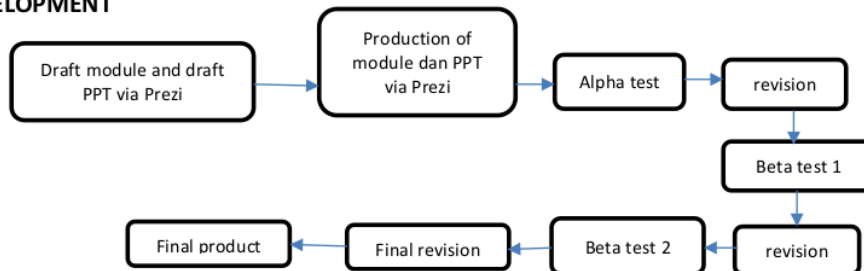 ELOPMENT
Draft module and draft
PPT via Prezi
Production of
module dan PPT
via Prezi
Alpha test
revision
Beta test 1
revision
Beta test 2
Final revision
Final product